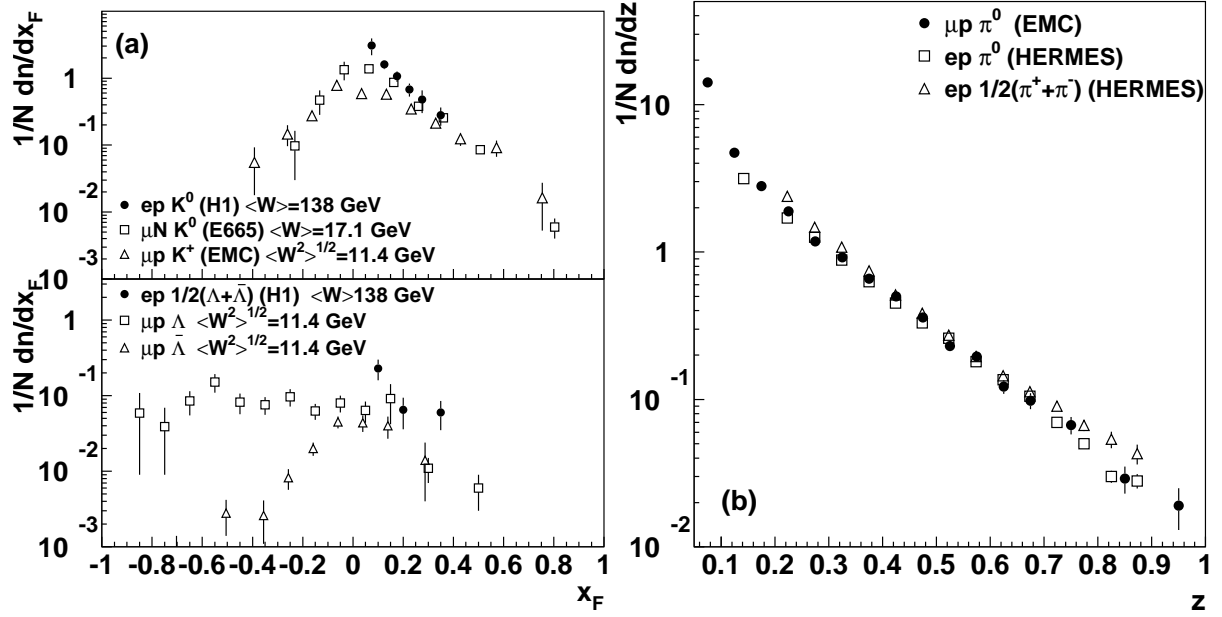 (a)
1/N dn/dx_F
1
10 ^-1
10 ^-2
10 ^-3
ep K^0 (H1) <W>=138 GeV
μN K^0 (E665) <W>=17.1 GeV
μp K^+ (EMC) <W^2>^1/2=11.4 GeV
1/N dn/dx_F
ep 1/2(Λ+Λ̄) (H1) <W>138 GeV
μp Λ <W^2>^1/2=11.4 GeV
μp Λ̄ <W^2>^1/2=11.4 GeV
1
10 ^-1
10 ^-2
10 ^-3
-1 -0.8 -0.6 -0.4 -0.2 0 0.2 0.4 0.6 0.8 1
x_F
1/N dn/dz
μp π^0 (EMC)
ep π^0 (HERMES)
ep 1/2(π^+ +π^-) (HERMES)
10
1
10 ^-1
10 ^-2
(b)
0.1 0.2 0.3 0.4 0.5 0.6 0.7 0.8 0.9 1
z